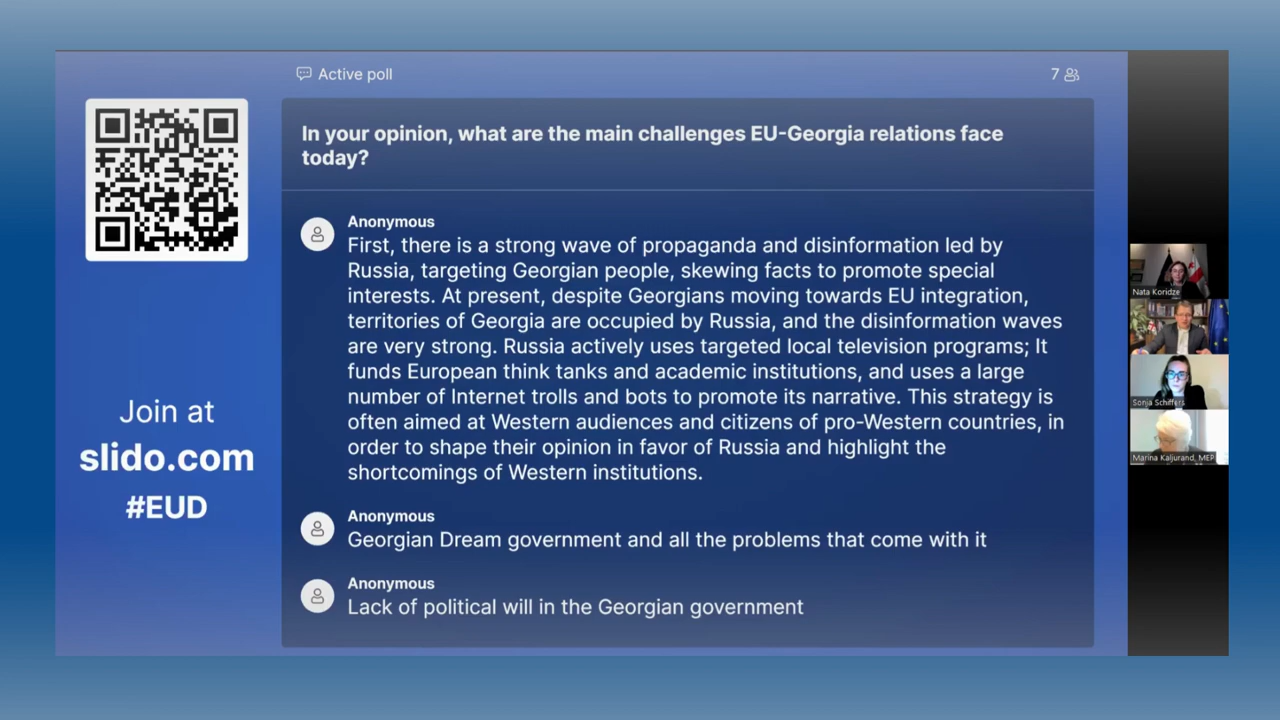 Active poll
7
In your opinion, what are the main challenges EU-Georgia relations face
today?
Anonymous
First, there is a strong wave of propaganda and disinformation led by
Russia, targeting Georgian people, skewing facts to promote special
interests. At present, despite Georgians moving towards EU integration,
territories of Georgia are occupied by Russia, and the disinformation waves
are very strong. Russia actively uses targeted local television programs; It
funds European think tanks and academic institutions, and uses a large
number of Internet trolls and bots to promote its narrative. This strategy is
often aimed at Western audiences and citizens of pro-Western countries, in
order to shape their opinion in favor of Russia and highlight the
shortcomings of Western institutions.
Anonymous
Georgian Dream government and all the problems that come with it
Anonymous
Lack of political will in the Georgian government
Join at
slido.com
#EUD
Nata Koridze
Sonja Schiffers
Marina Kaljurand, MEP